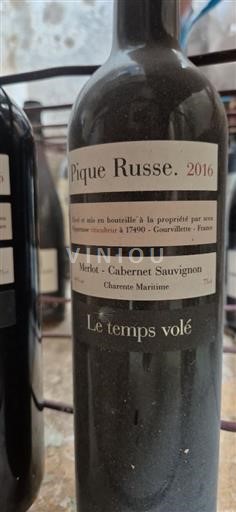 Pique Russe. 2016
et mis en bouteille à la propriété par
viticulteur à 17490 - Gourvillette - France
VINIOU
Merlot - Cabernet Sauvignon
Charente Maritime
Le temps volé